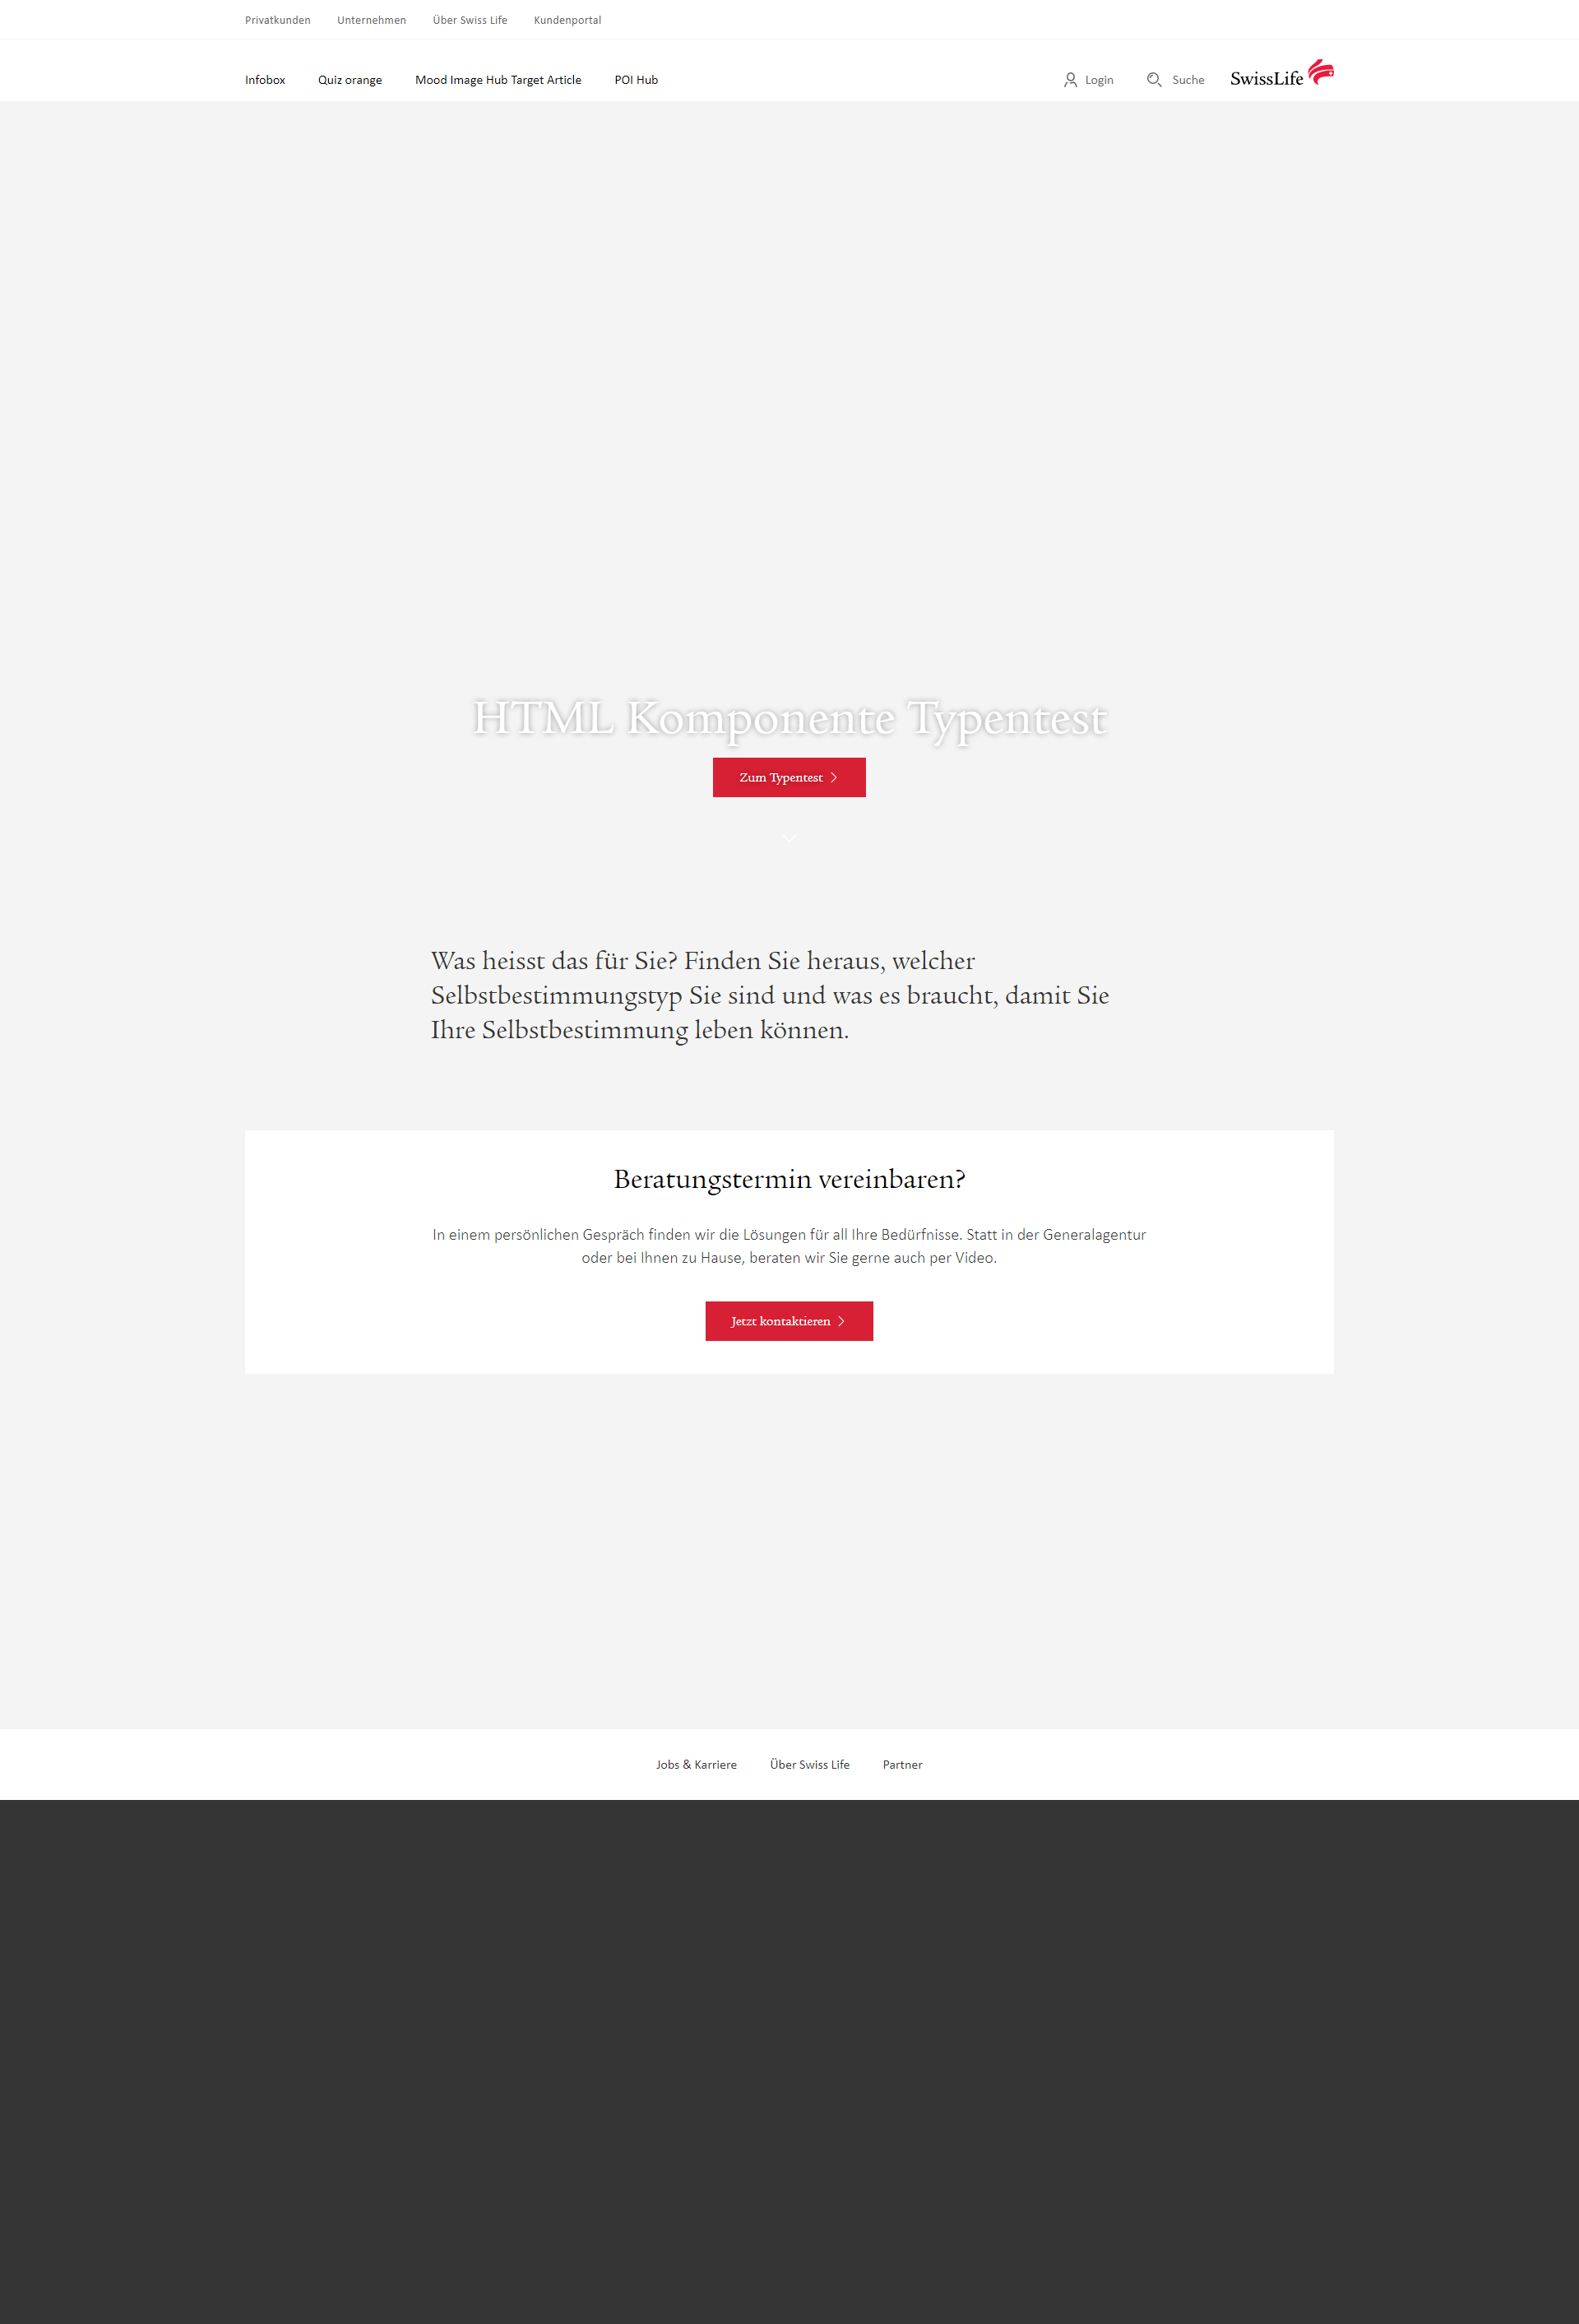 Privatkunden Unternehmen Über Swiss Life Kundenportal
Infobox Quiz orange Mood Image Hub Target Article POI Hub Login Suche SwissLife
HTML Komponente Typentest
Zum Typentest
Was heisst das für Sie? Finden Sie heraus, welcher
Selbstbestimmungstyp Sie sind und was es braucht, damit Sie
Ihre Selbstbestimmung leben können.
Beratungstermin vereinbaren?
In einem persönlichen Gespräch finden wir die Lösungen für all Ihre Bedürfnisse. Statt in der Generalagentur
oder bei Ihnen zu Hause, beraten wir Sie gerne auch per Video.
Jetzt kontaktieren
Jobs & Karriere Über Swiss Life Partner